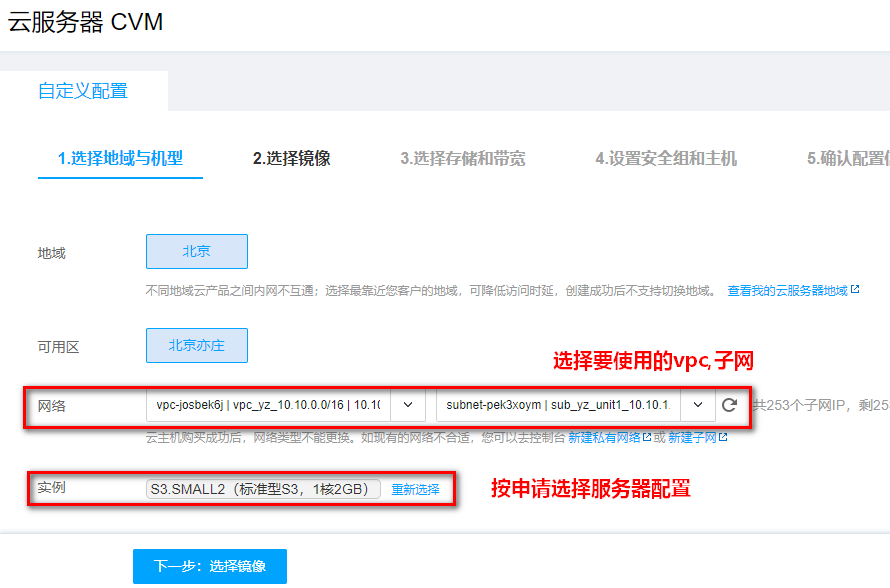 云服务器 CVM
自定义配置
1.选择地域与机型 2.选择镜像 3.选择存储和带宽 4.设置安全组和主机 5.确认配置
地域 北京
不同地域云产品之间内网不互通；选择最靠近您客户的地域，可降低访问时延，创建成功后不支持切换地域。 查看我的云服务器地域
可用区 北京亦庄
选择要使用的vpc,子网
网络 vpc-josbek6j | vpc_yz_10.10.0.0/16 | 10.10 subnet-pek3xoym | sub_yz_unit1_10.10.1. 共253个子网IP，剩25
云主机购买成功后，网络类型不能更换。如现有的网络不合适，您可以去控制台 新建私有网络 或 新建子网
实例 S3.SMALL2（标准型S3，1核2GB） 重新选择
按申请选择服务器配置
下一步：选择镜像